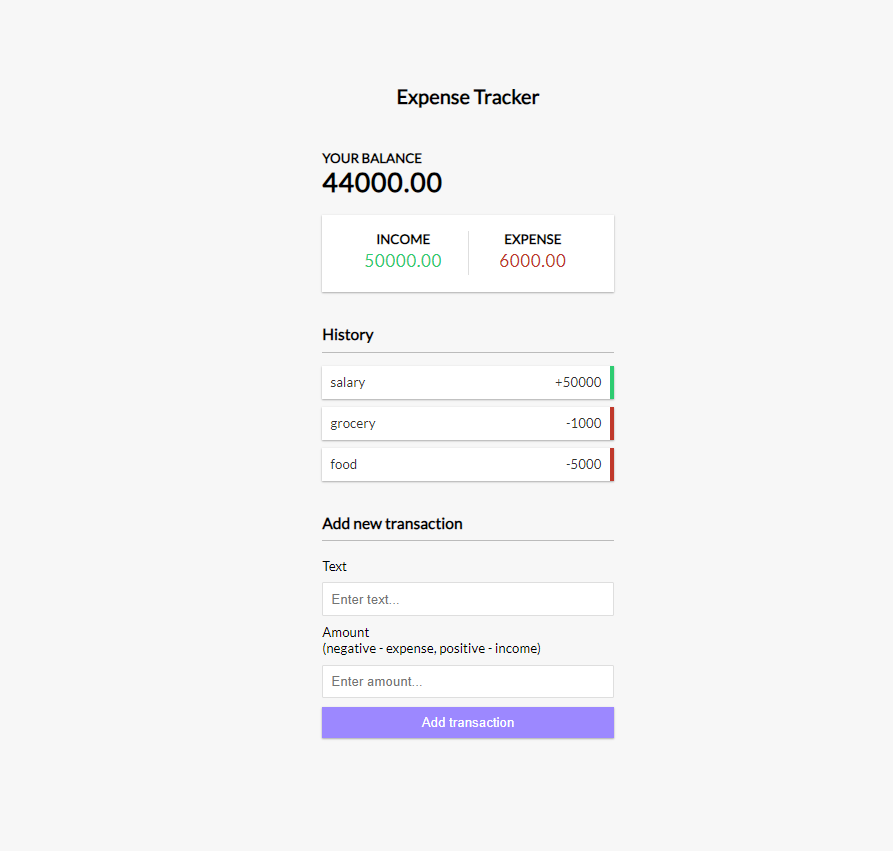 Expense Tracker
YOUR BALANCE
44000.00
INCOME EXPENSE
50000.00 6000.00
History
salary +50000
grocery -1000
food -5000
Add new transaction
Text
Enter text...
Amount
(negative - expense, positive - income)
Enter amount...
Add transaction